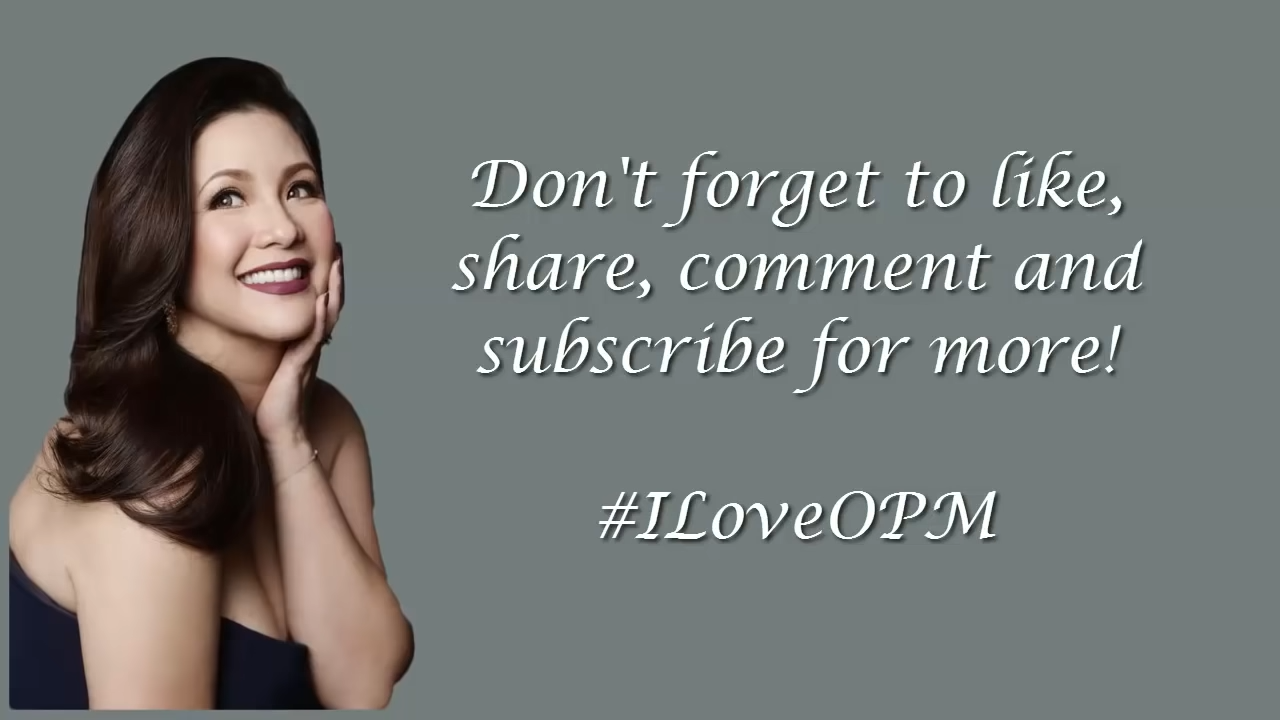 Don't forget to like,
share, comment and
subscribe for more!
#ILoveOPM